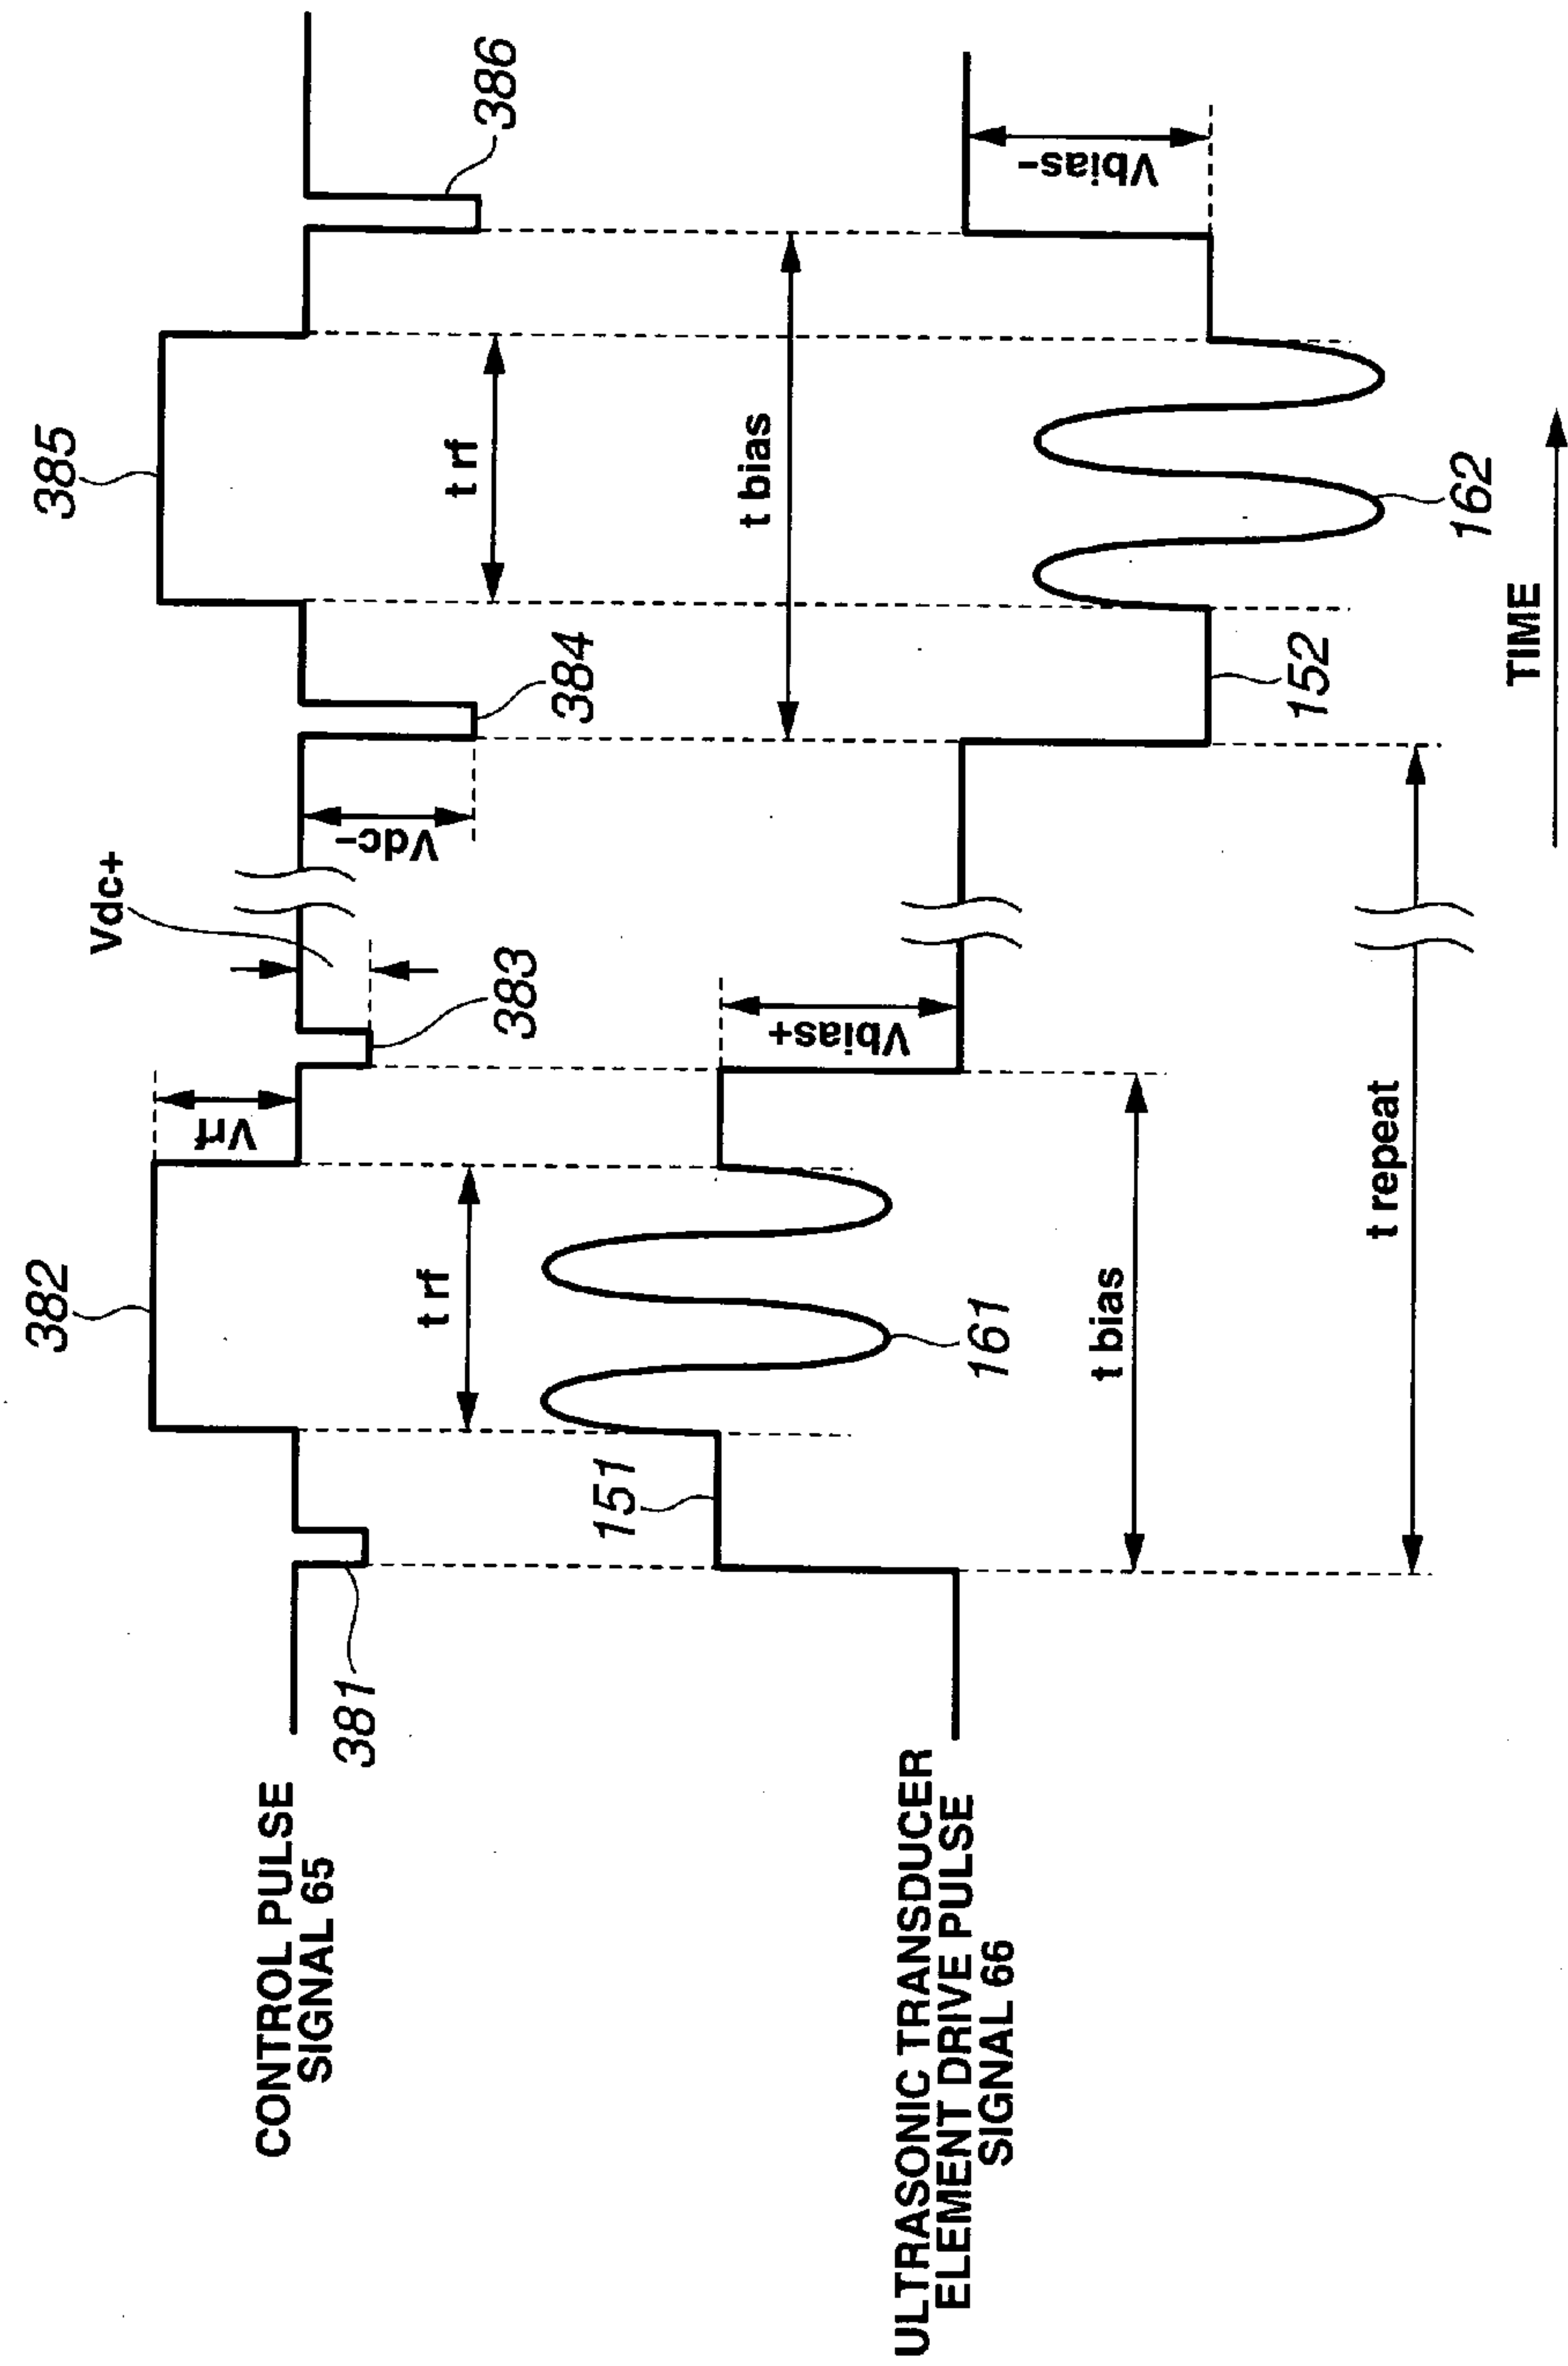 CONTROL PULSE
SIGNAL 65
381
382
Vrf
383
Vdc+
Vdc-
384
385
386
t rf
t rf
t bias
ULTRASONIC TRANSDUCER
ELEMENT DRIVE PULSE
SIGNAL 66
151
161
Vbias+
152
162
Vbias-
t bias
t repeat
TIME